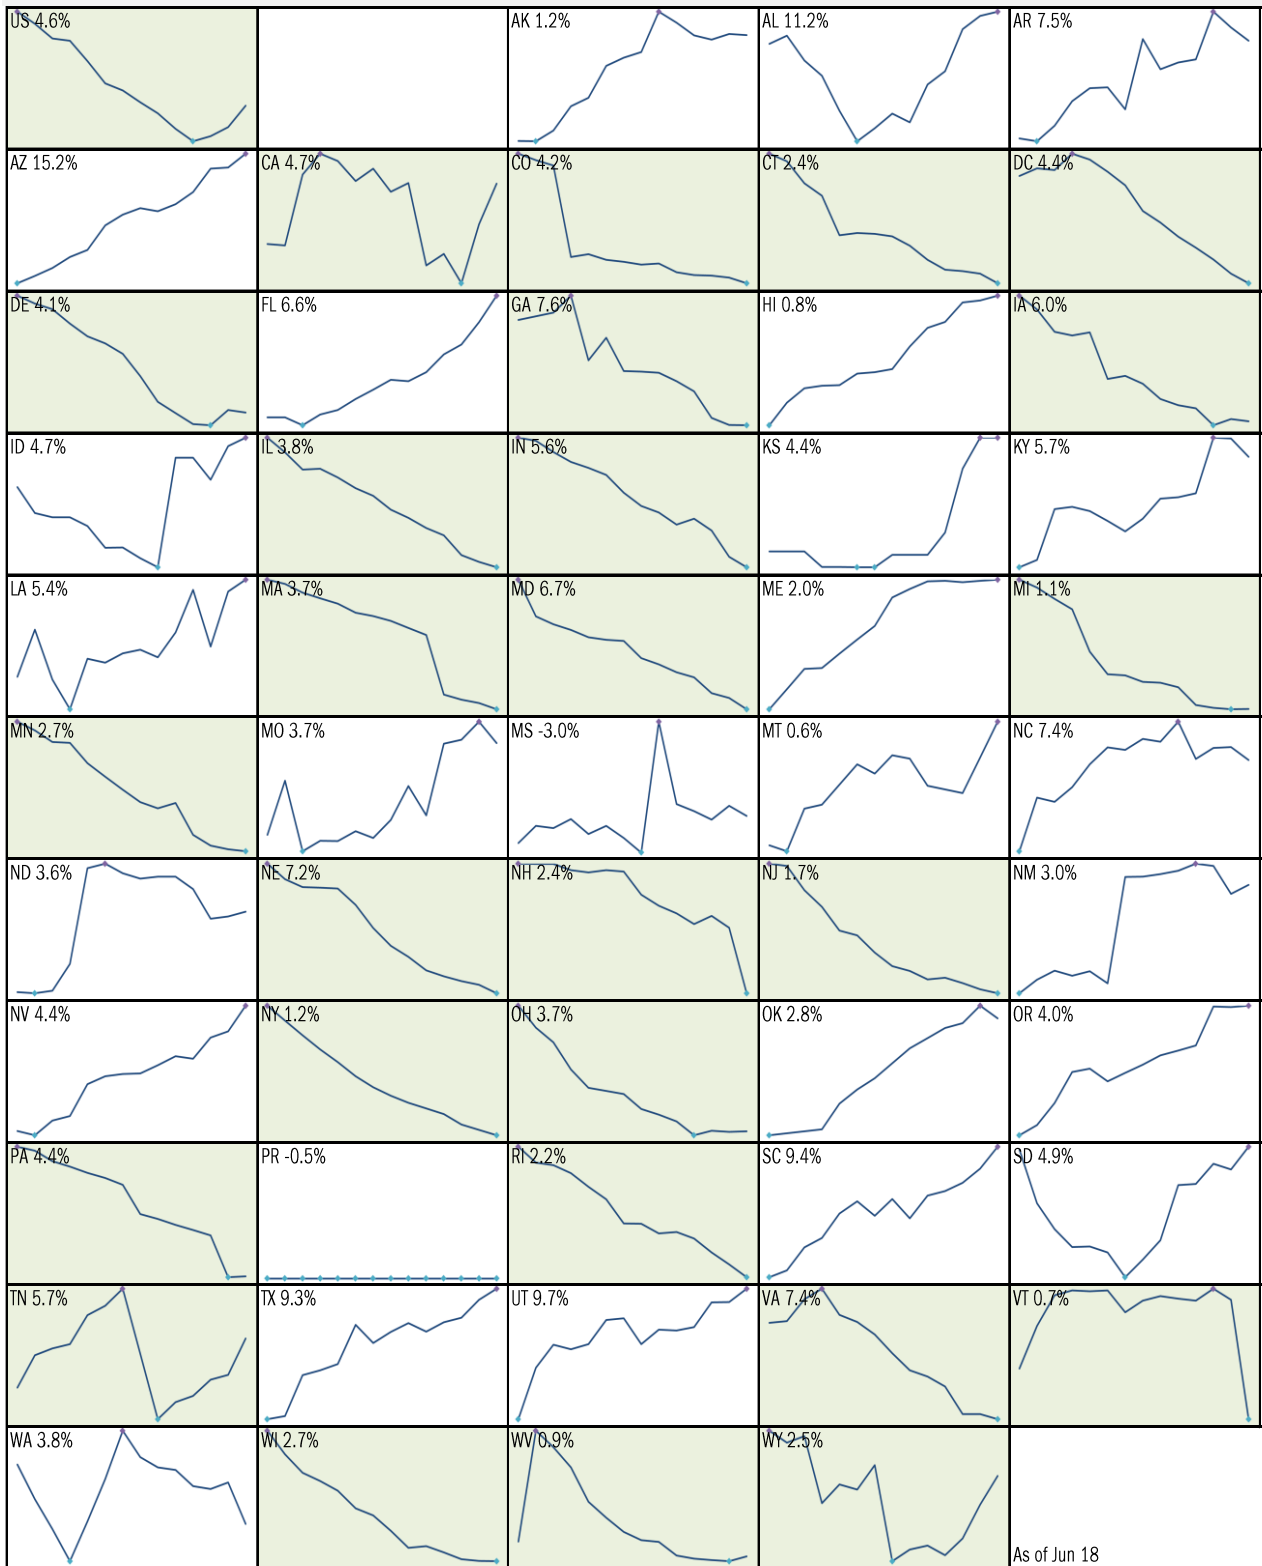 US 4.6%
AK 1.2%
AL 11.2%
AR 7.5%
AZ 15.2%
CA 4.7%
CO 4.2%
CT 2.4%
DC 4.4%
DE 4.1%
FL 6.6%
GA 7.6%
HI 0.8%
IA 6.0%
ID 4.7%
IL 3.8%
IN 5.6%
KS 4.4%
KY 5.7%
LA 5.4%
MA 3.7%
MD 6.7%
ME 2.0%
MI 1.1%
MN 2.7%
MO 3.7%
MS -3.0%
MT 0.6%
NC 7.4%
ND 3.6%
NE 7.2%
NH 2.4%
NJ 1.7%
NM 3.0%
NV 4.4%
NY 1.2%
OH 3.7%
OK 2.8%
OR 4.0%
PA 4.4%
PR -0.5%
RI 2.2%
SC 9.4%
SD 4.9%
TN 5.7%
TX 9.3%
UT 9.7%
VA 7.4%
VT 0.7%
WA 3.8%
WI 2.7%
WV 0.9%
WY 2.5%
As of Jun 18